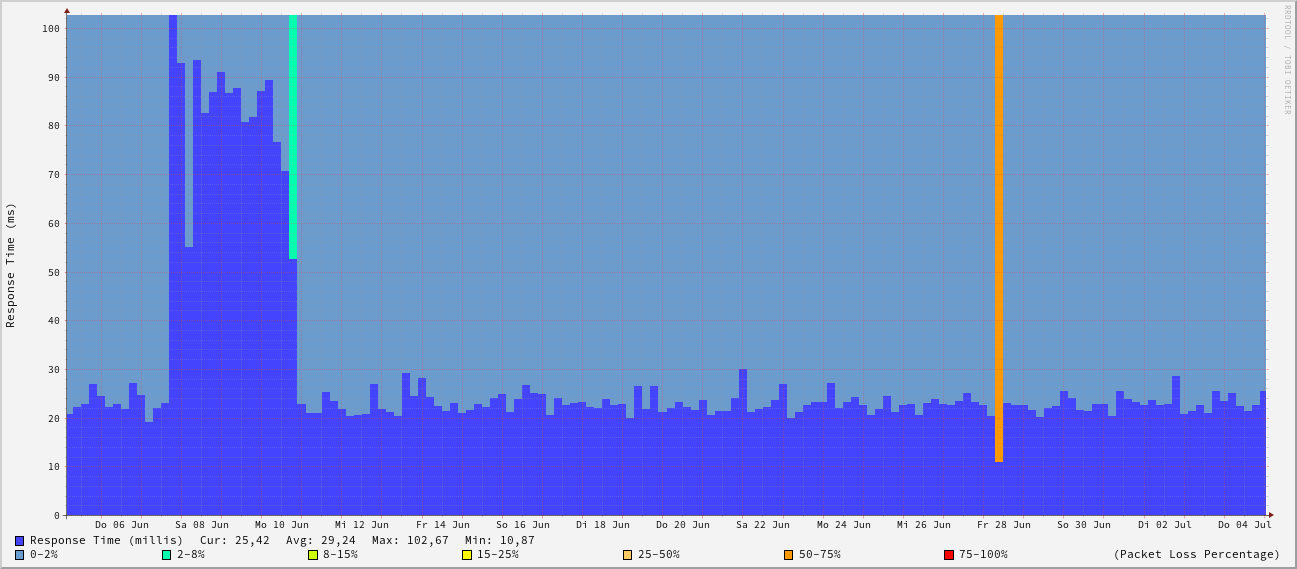 RRDTOOL / TOBI OETIKER
Response Time (ms)
100
90
80
70
60
50
40
30
20
10
0
Do 06 Jun Sa 08 Jun Mo 10 Jun Mi 12 Jun Fr 14 Jun So 16 Jun Di 18 Jun Do 20 Jun Sa 22 Jun Mo 24 Jun Mi 26 Jun Fr 28 Jun So 30 Jun Di 02 Jul Do 04 Jul
Response Time (millis) Cur: 25,42 Avg: 29,24 Max: 102,67 Min: 10,87
0-2% 2-8% 8-15% 15-25% 25-50% 50-75% 75-100% (Packet Loss Percentage)